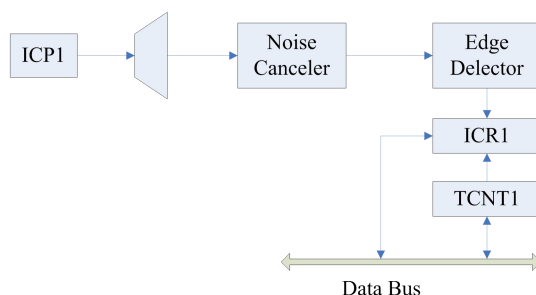 ICP1
Noise
Canceler
Edge
Delector
ICR1
TCNT1
Data Bus